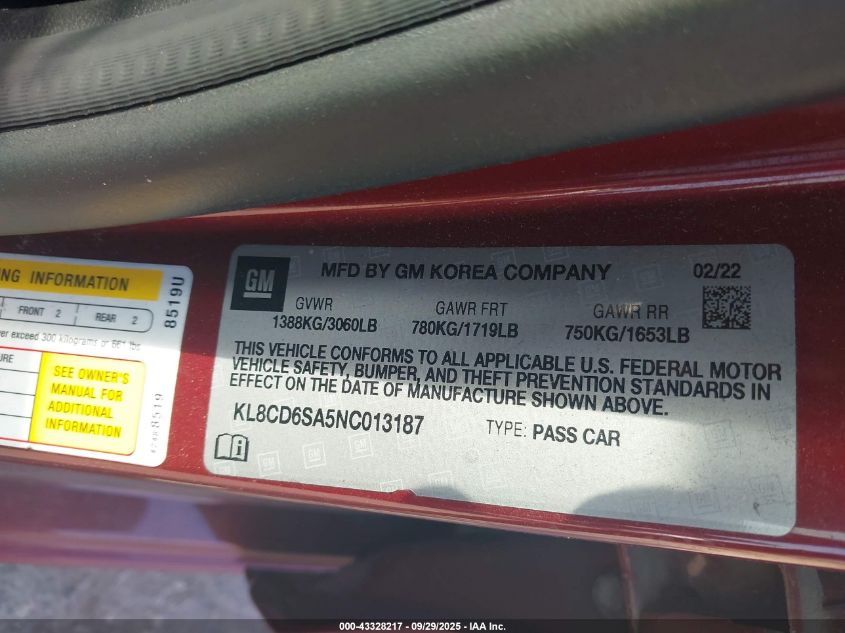 NG INFORMATION
FRONT 2 REAR 2
8519U
er exceed 300 kilograms or 661 lbs
URE
SEE OWNER'S
MANUAL FOR
ADDITIONAL
INFORMATION
8519
GM
MFD BY GM KOREA COMPANY 02/22
GVWR GAWR FRT GAWR RR
1388KG/3060LB 780KG/1719LB 750KG/1653LB
THIS VEHICLE CONFORMS TO ALL APPLICABLE U.S. FEDERAL MOTOR
VEHICLE SAFETY, BUMPER, AND THEFT PREVENTION STANDARDS IN
EFFECT ON THE DATE OF MANUFACTURE SHOWN ABOVE.
KL8CD6SA5NC013187 TYPE: PASS CAR
000-43328217 - 09/29/2025 - IAA Inc.